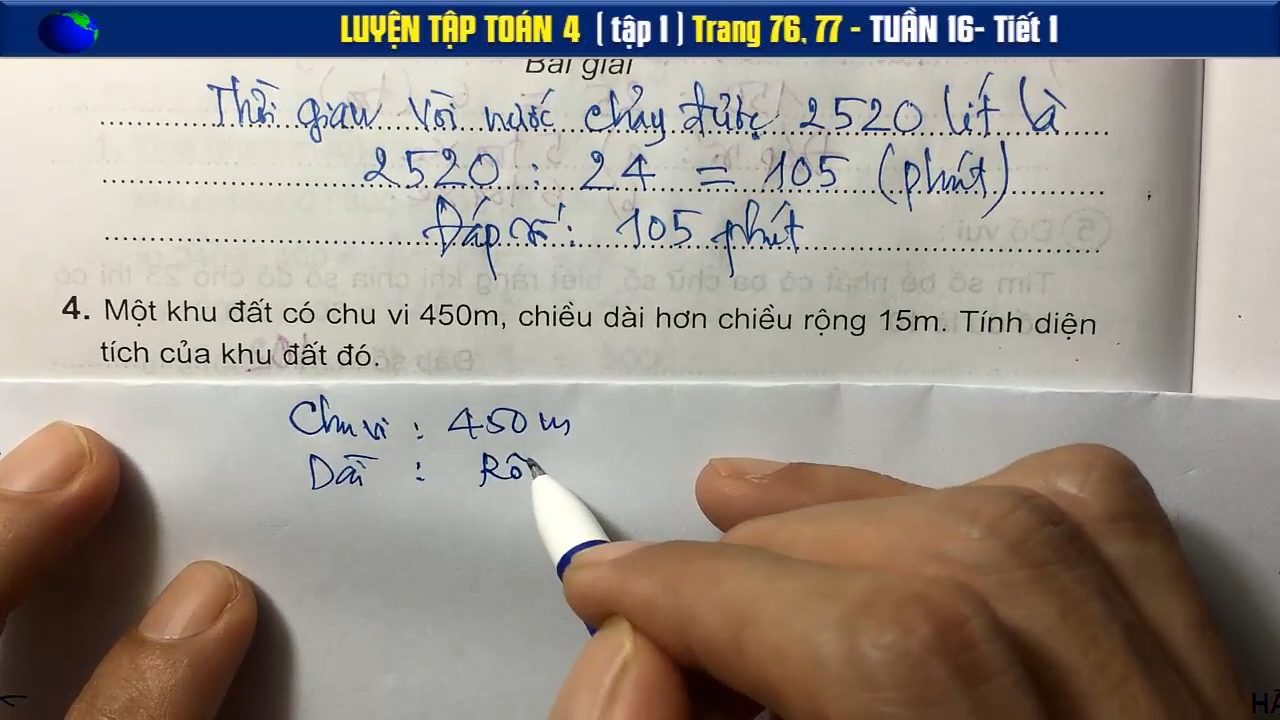 LUYỆN TẬP TOÁN 4 ( tập 1 ) Trang 76, 77 - TUẦN 16- Tiết 1
Bài giải
Thời gian vòi nước chảy được 2520 lít là
2520 : 24 = 105 (phút)
Đáp số: 105 phút
4. Một khu đất có chu vi 450m, chiều dài hơn chiều rộng 15m. Tính diện
tích của khu đất đó.
Chu vi : 450 m
Dài : Rộ